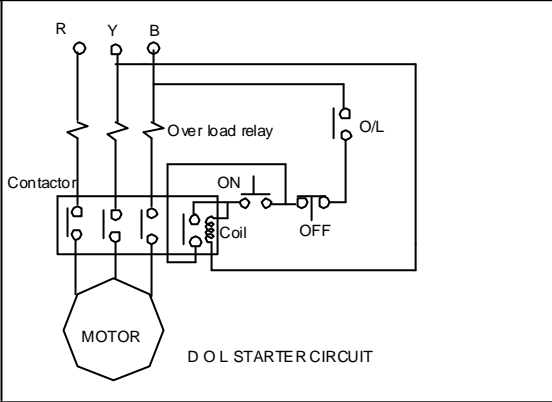 R Y B
O/L
Over load relay
Contactor
ON
Coil
OFF
MOTOR
D O L STARTER CIRCUIT